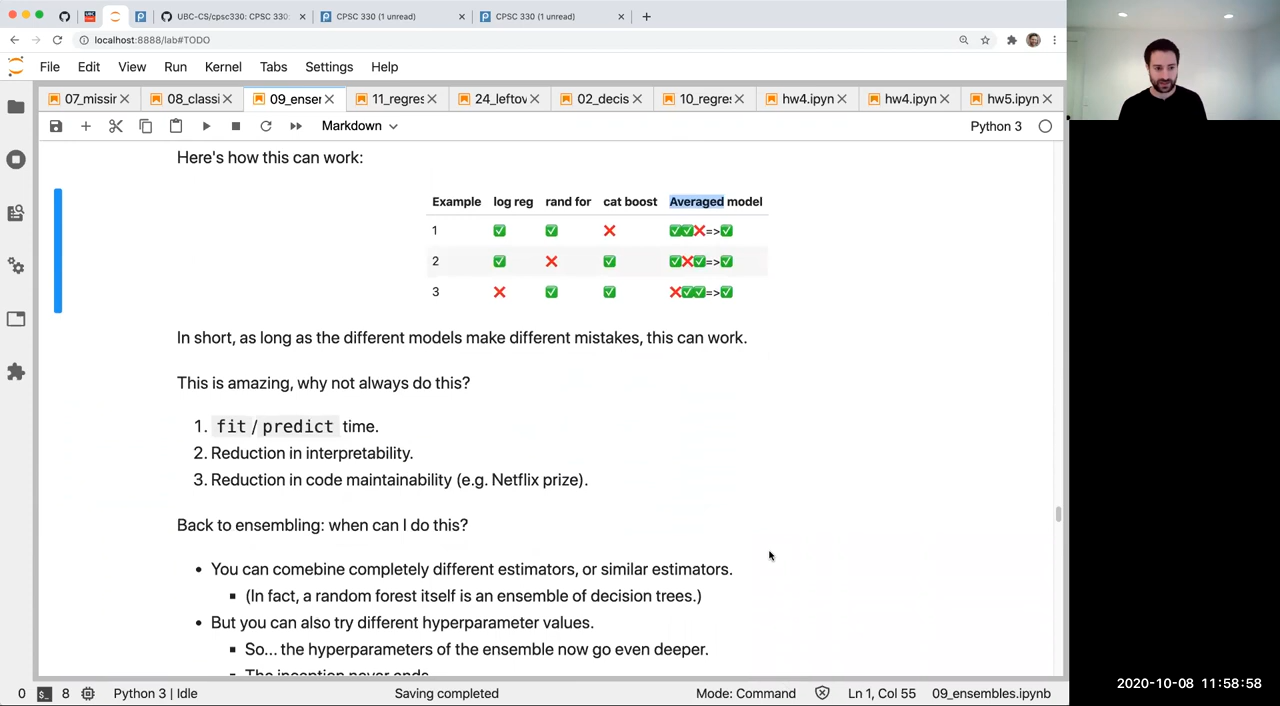 UBC-CS/cpsc330: CPSC 330: CPSC 330 (1 unread) CPSC 330 (1 unread)
localhost:8888/lab#TODO
File Edit View Run Kernel Tabs Settings Help
07_missin 08_classi 09_ensen 11_regres 24_leftov 02_decis 10_regres hw4.ipyn hw4.ipyn hw5.ipyn
Markdown Python 3
Here's how this can work:
Example log reg rand for cat boost Averaged model
1 ✅ ✅ ❌ ✅✅❌=>✅
2 ✅ ❌ ✅ ✅❌✅=>✅
3 ❌ ✅ ✅ ❌✅✅=>✅
In short, as long as the different models make different mistakes, this can work.
This is amazing, why not always do this?
1. fit / predict time.
2. Reduction in interpretability.
3. Reduction in code maintainability (e.g. Netflix prize).
Back to ensembling: when can I do this?
• You can comebine completely different estimators, or similar estimators.
▪ (In fact, a random forest itself is an ensemble of decision trees.)
• But you can also try different hyperparameter values.
▪ So... the hyperparameters of the ensemble now go even deeper.
▪ The inception never ends
0 8 Python 3 | Idle Saving completed Mode: Command Ln 1, Col 55 09_ensembles.ipynb
2020-10-08 11:58:58